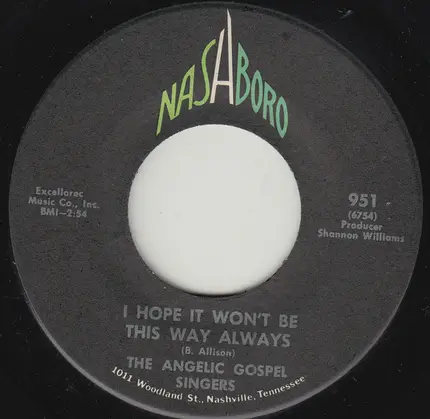 NASHBORO
Excellorec
Music Co., Inc.
BMI-2:54
951
(6754)
Producer
Shannon Williams
I HOPE IT WON'T BE
THIS WAY ALWAYS
(B. Allison)
THE ANGELIC GOSPEL
SINGERS
1011 Woodland St., Nashville, Tennessee